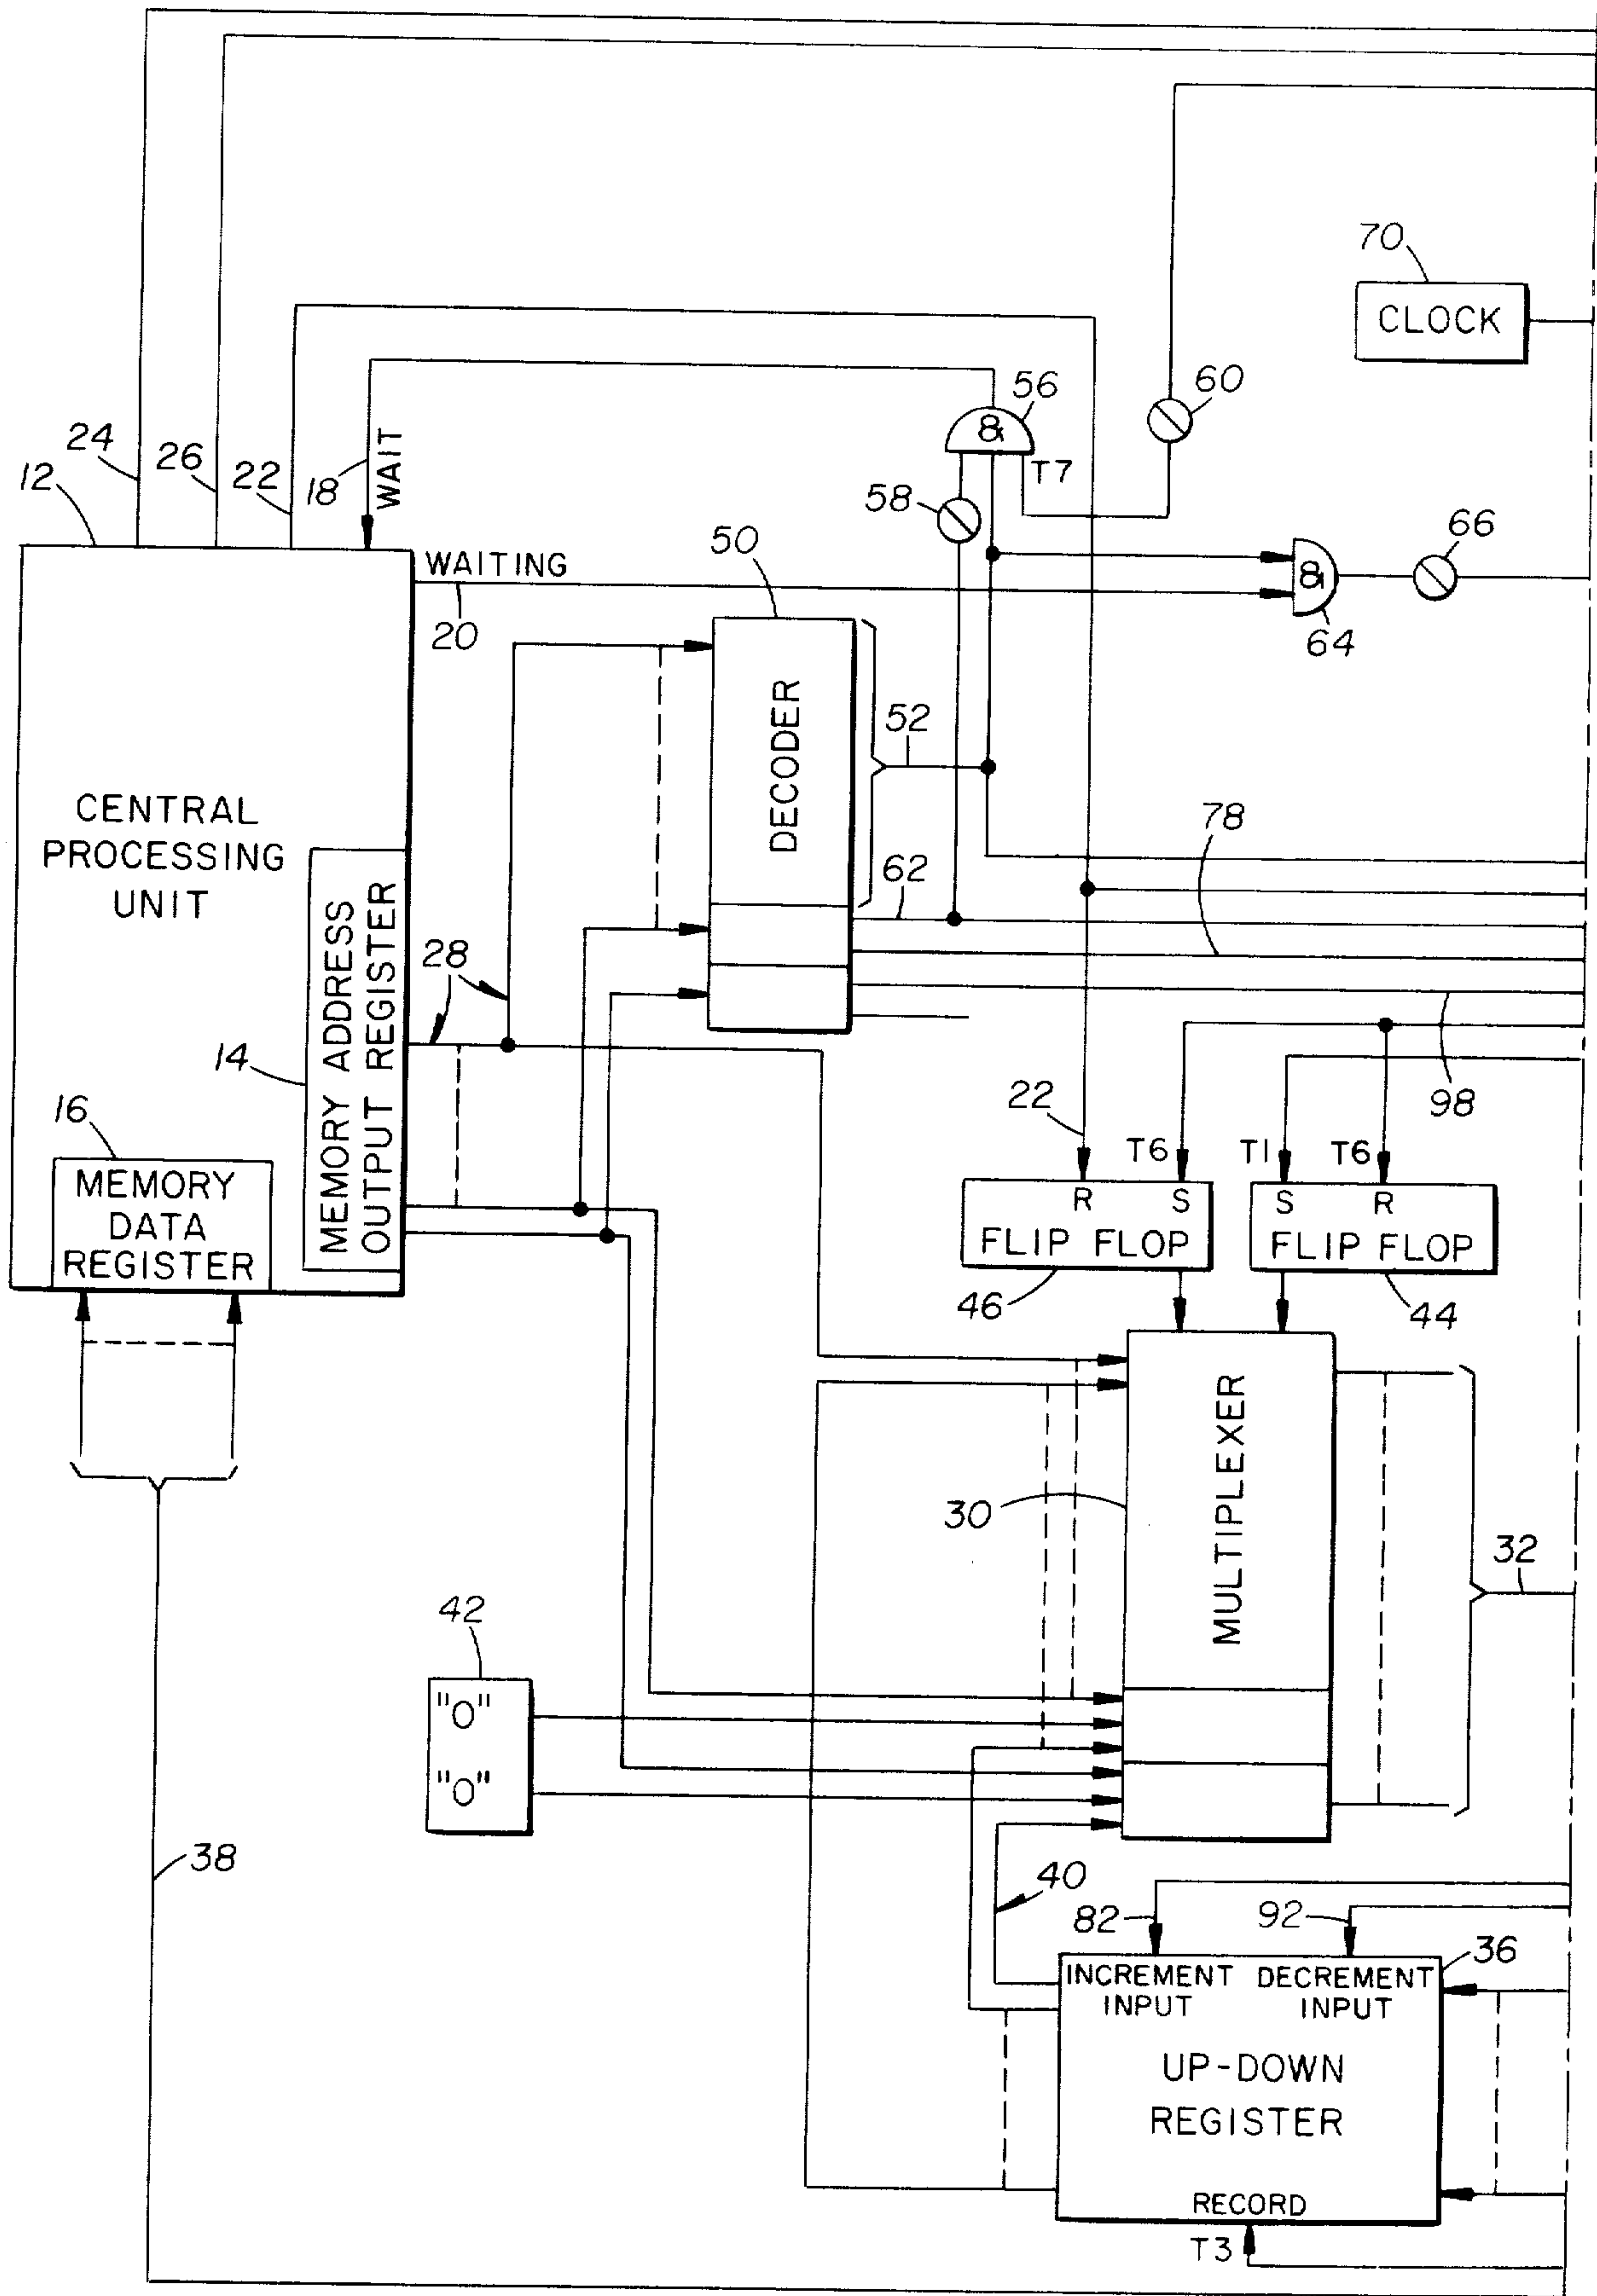 70
CLOCK
60
56
&
T7
24
26
22
18
WAIT
12
58
66
50
WAITING
20
&
64
DECODER
52
78
62
CENTRAL
PROCESSING
UNIT
MEMORY ADDRESS
OUTPUT REGISTER
28
14
16
MEMORY
DATA
REGISTER
98
22
T6
T1
T6
R S
FLIP FLOP
S R
FLIP FLOP
46
44
MULTIPLEXER
30
32
42
"0"
"0"
38
40
82
92
36
INCREMENT
INPUT
DECREMENT
INPUT
UP-DOWN
REGISTER
RECORD
T3